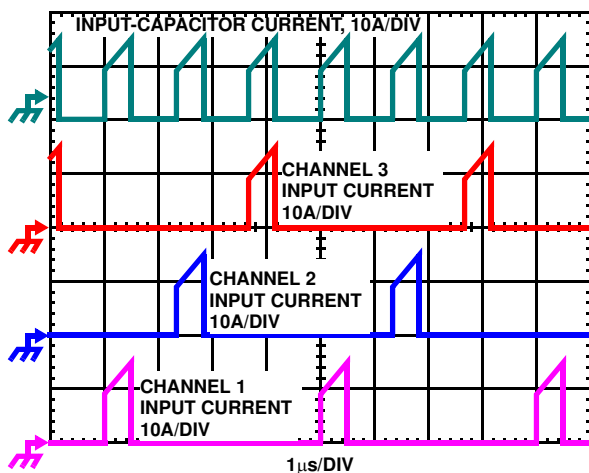 INPUT-CAPACITOR CURRENT, 10A/DIV
CHANNEL 3
INPUT CURRENT
10A/DIV
CHANNEL 2
INPUT CURRENT
10A/DIV
CHANNEL 1
INPUT CURRENT
10A/DIV
1μs/DIV